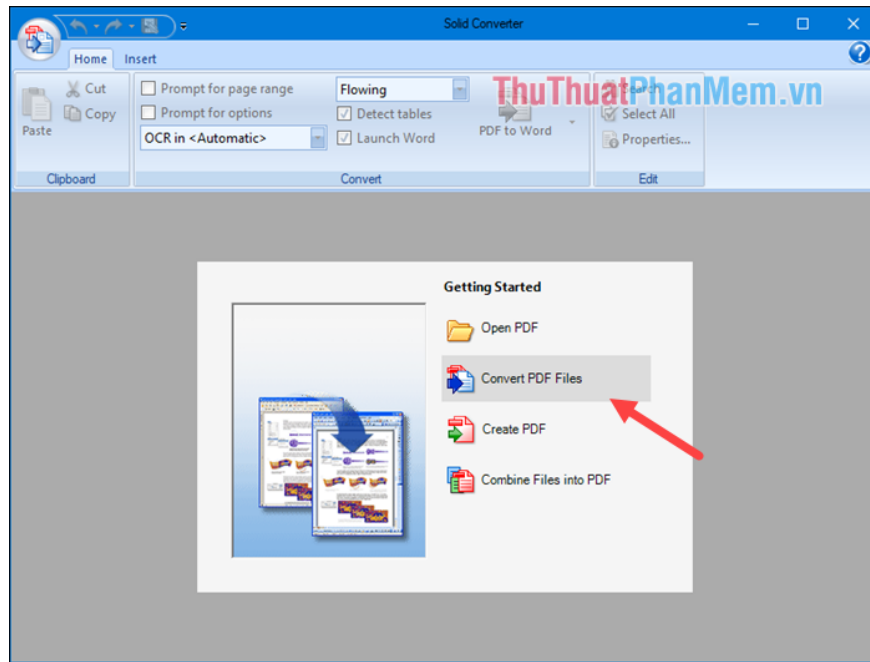 Solid Converter
Home Insert
Cut
Copy
Paste
Clipboard
Prompt for page range
Prompt for options
OCR in <Automatic>
Flowing
Detect tables
Launch Word
PDF to Word
Convert
Search
Select All
Properties...
Edit
ThuThuatPhanMem.vn
Getting Started
Open PDF
Convert PDF Files
Create PDF
Combine Files into PDF